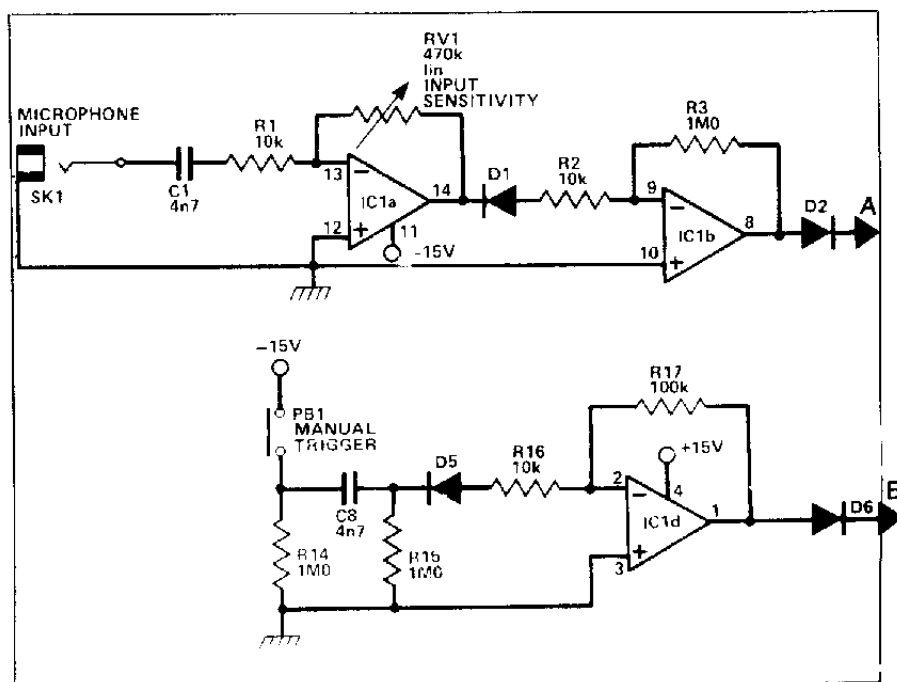 RV1
470k
lin
INPUT
SENSITIVITY
MICROPHONE
INPUT
SK1
C1
4n7
R1
10k
13
−
IC1a
14
12
+
11
-15V
D1
R2
10k
R3
1M0
9
−
IC1b
8
10
+
D2
A
−15V
PB1
MANUAL
TRIGGER
R14
1M0
C8
4n7
R15
1M0
D5
R16
10k
R17
100k
+15V
2
−
4
IC1d
1
3
+
D6
B